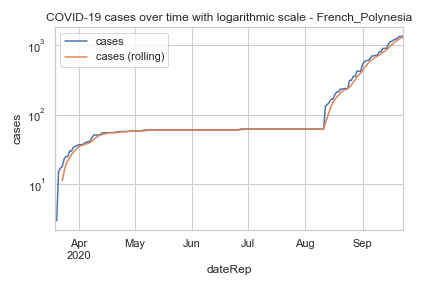 COVID-19 cases over time with logarithmic scale - French_Polynesia
cases
cases (rolling)
10³
10²
10¹
cases
Apr
2020
May
Jun
Jul
Aug
Sep
dateRep